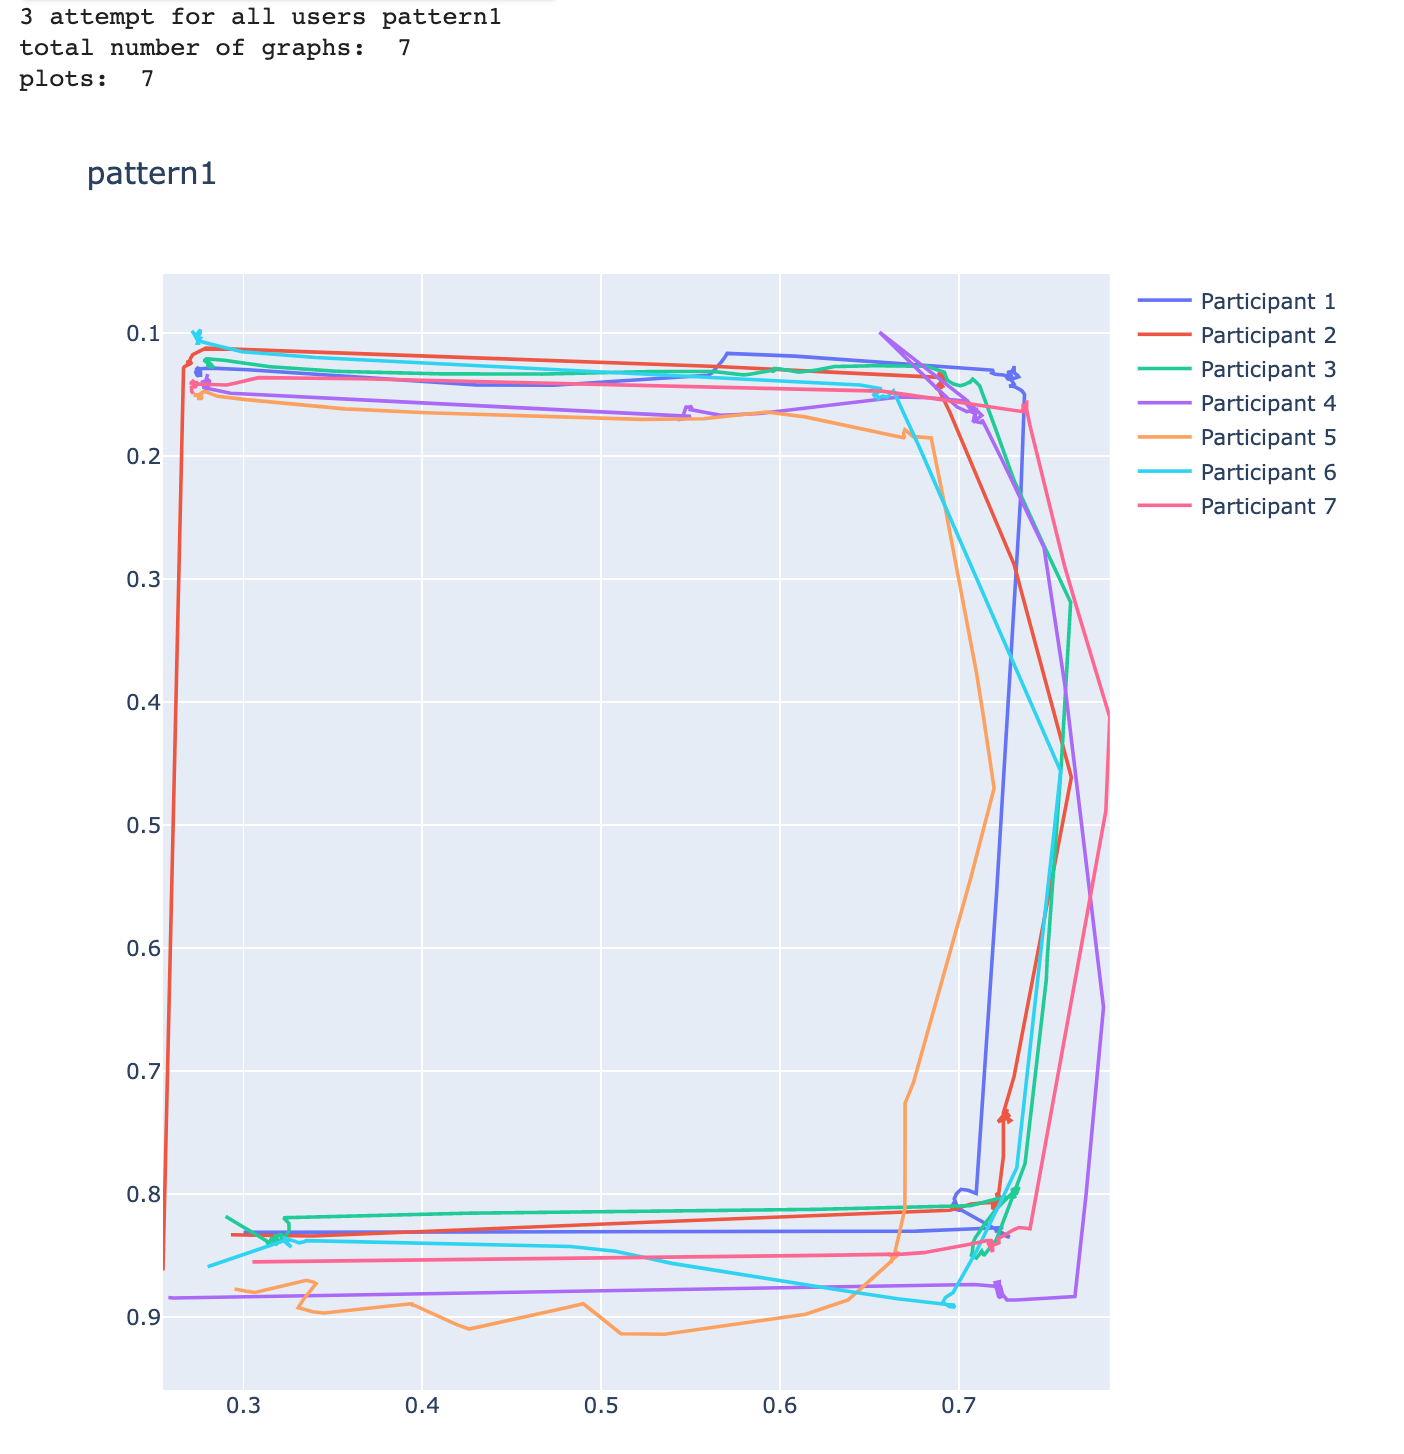 3 attempt for all users pattern1
total number of graphs:  7
plots:  7
pattern1
Participant 1
Participant 2
Participant 3
Participant 4
Participant 5
Participant 6
Participant 7
0.1
0.2
0.3
0.4
0.5
0.6
0.7
0.8
0.9
0.3 0.4 0.5 0.6 0.7